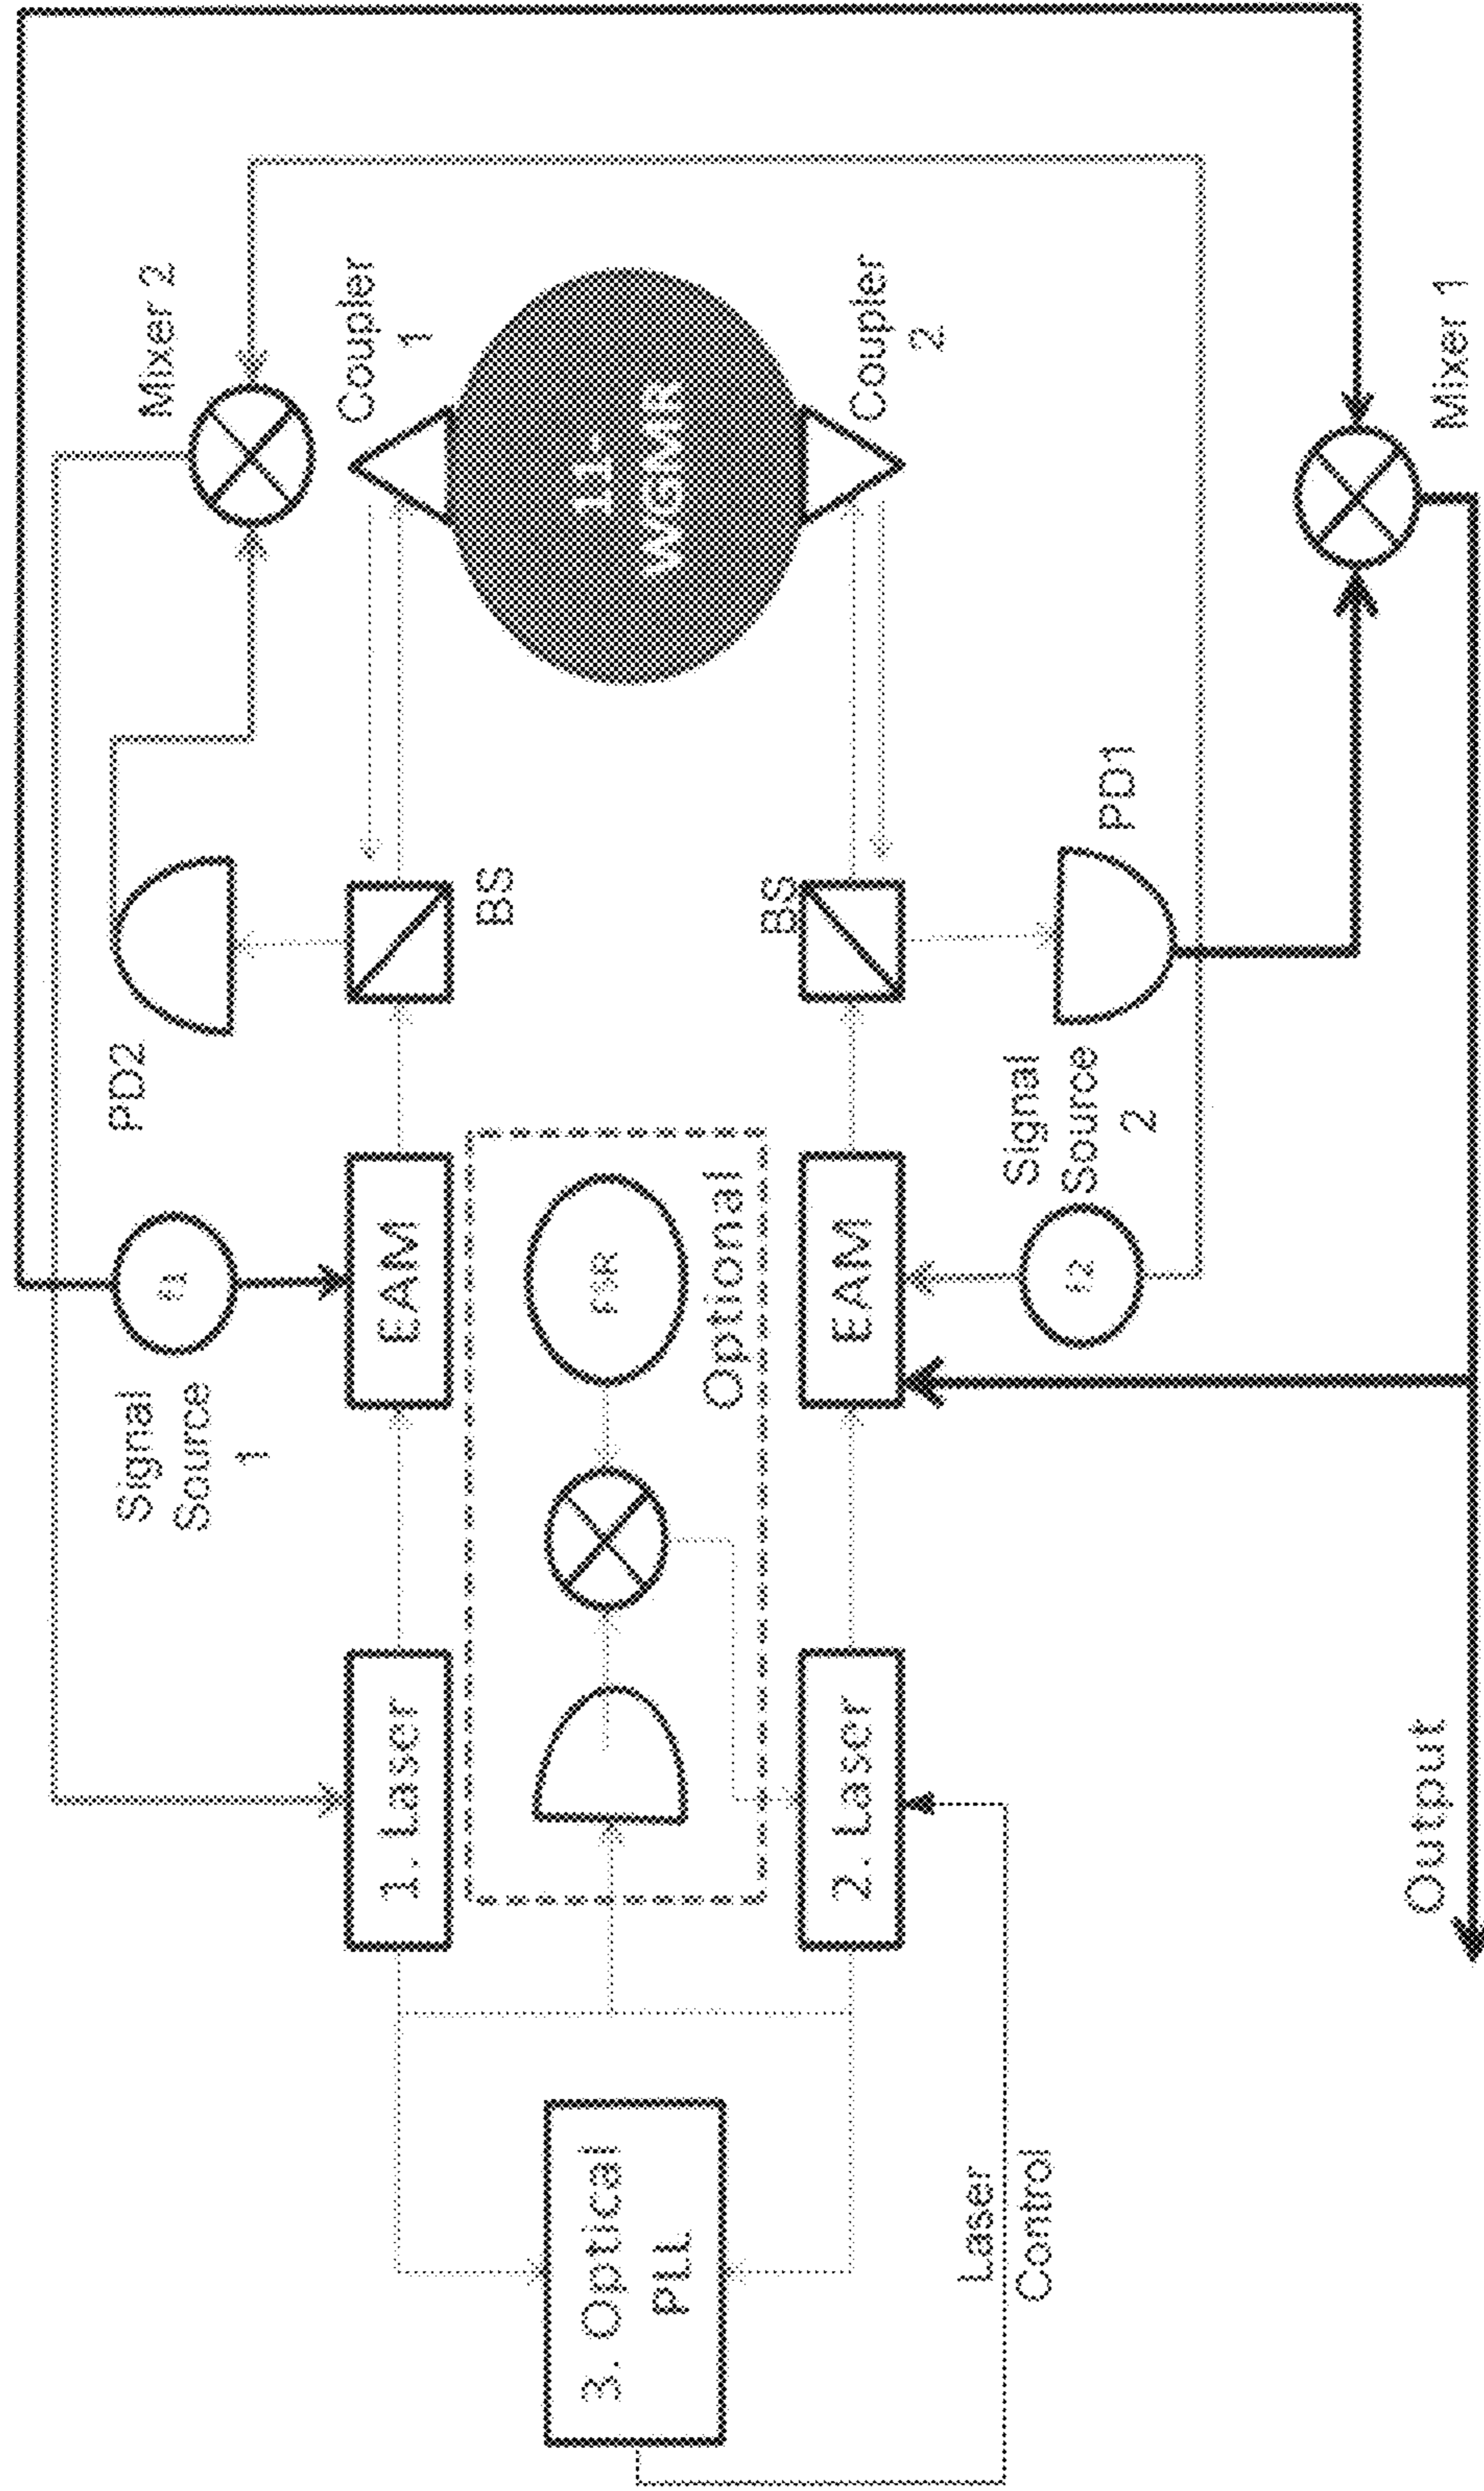 Signal
Source
1
PD2
Mixer 2
Coupler
1
1. Laser
EAM
BS
3. Optical
PLL
Optional
WGMR
2. Laser
EAM
BS
Coupler
2
Laser
Control
Signal
Source
2
PD1
Output
Mixer 1